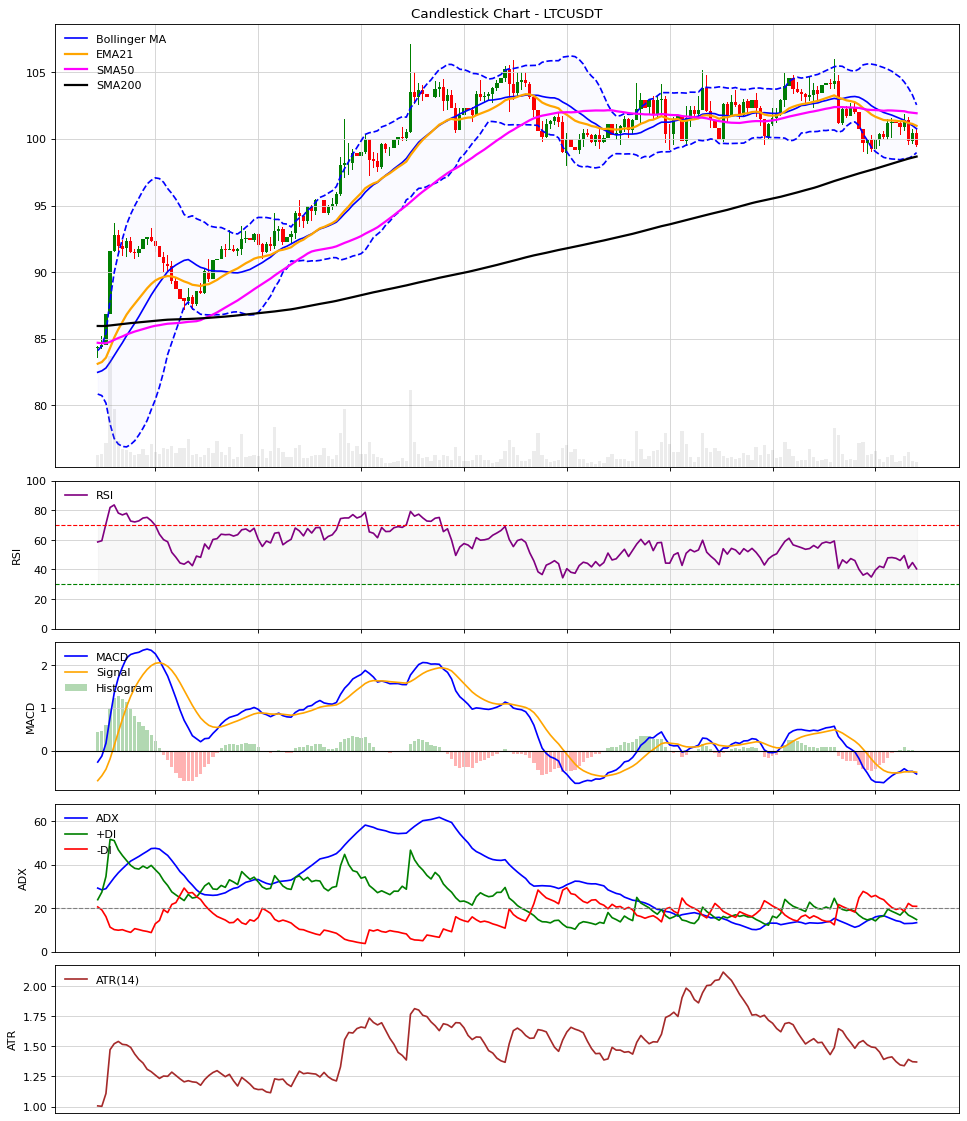 Candlestick Chart - LTCUSDT
Bollinger MA
EMA21
SMA50
SMA200
105
100
95
90
85
80
RSI
100
80
60
40
20
0
RSI
MACD
Signal
Histogram
2
1
0
MACD
ADX
+DI
-DI
60
40
20
0
ADX
ATR(14)
2.00
1.75
1.50
1.25
1.00
ATR